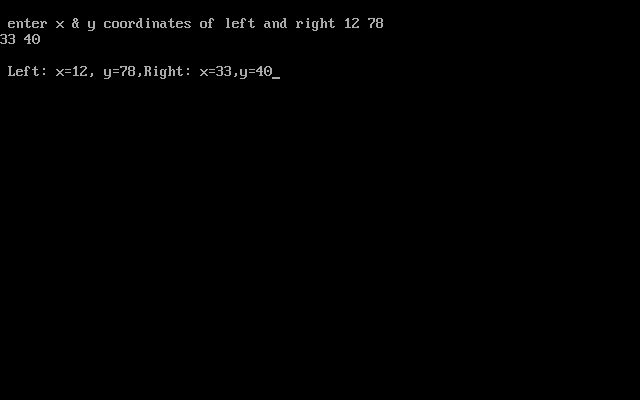 enter x & y coordinates of left and right 12 78
33 40
Left: x=12, y=78,Right: x=33,y=40_